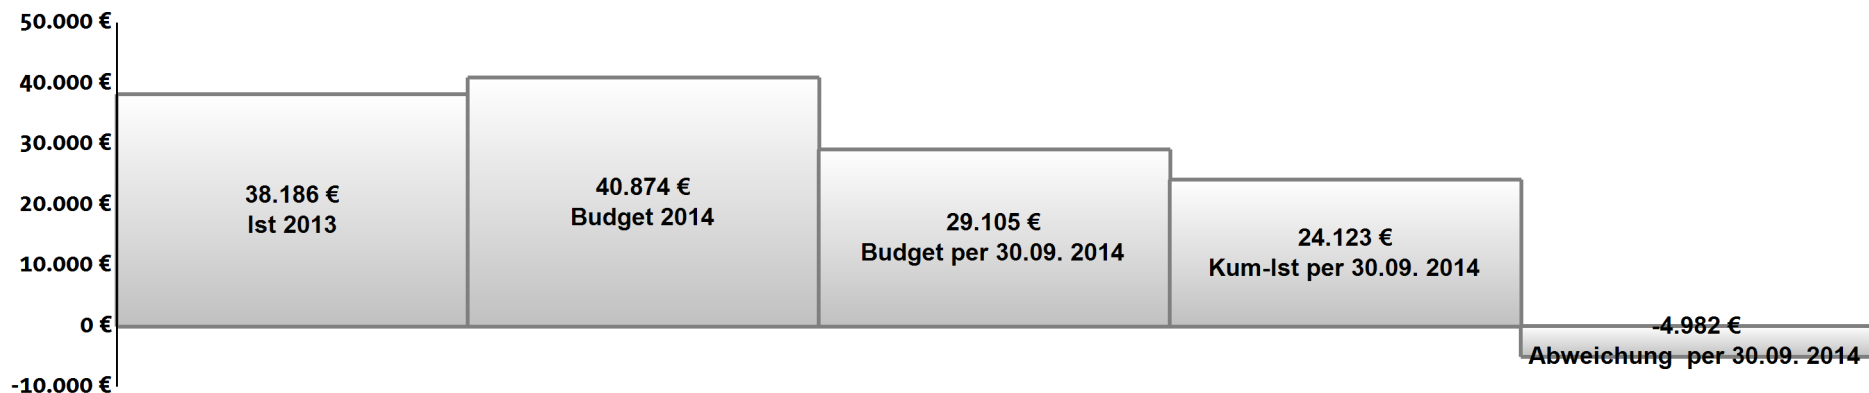 50.000 €
40.000 €
30.000 €
20.000 €
10.000 €
0 €
-10.000 €
38.186 €
Ist 2013
40.874 €
Budget 2014
29.105 €
Budget per 30.09. 2014
24.123 €
Kum-Ist per 30.09. 2014
-4.982 €
Abweichung  per 30.09. 2014